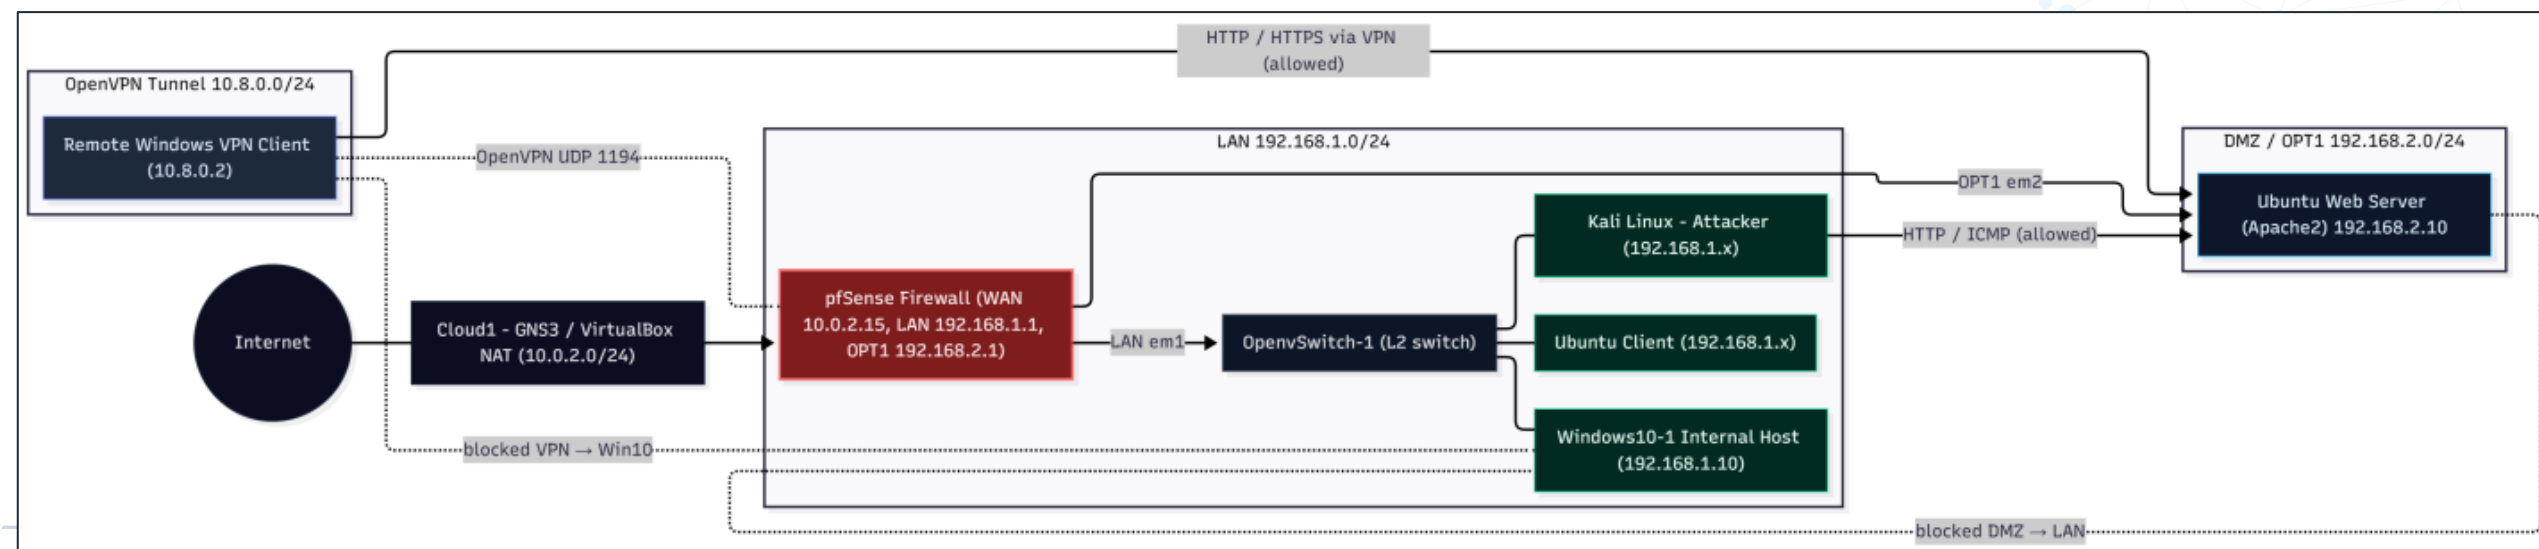 HTTP / HTTPS via VPN
(allowed)
OpenVPN Tunnel 10.8.0.0/24
Remote Windows VPN Client
(10.8.0.2)
OpenVPN UDP 1194
LAN 192.168.1.0/24
DMZ / OPT1 192.168.2.0/24
OPT1 em2
Ubuntu Web Server
(Apache2) 192.168.2.10
Kali Linux - Attacker
(192.168.1.x)
HTTP / ICMP (allowed)
Internet
Cloud1 - GNS3 / VirtualBox
NAT (10.0.2.0/24)
pfSense Firewall (WAN
10.0.2.15, LAN 192.168.1.1,
OPT1 192.168.2.1)
LAN em1
OpenvSwitch-1 (L2 switch)
Ubuntu Client (192.168.1.x)
blocked VPN → Win10
Windows10-1 Internal Host
(192.168.1.10)
blocked DMZ → LAN